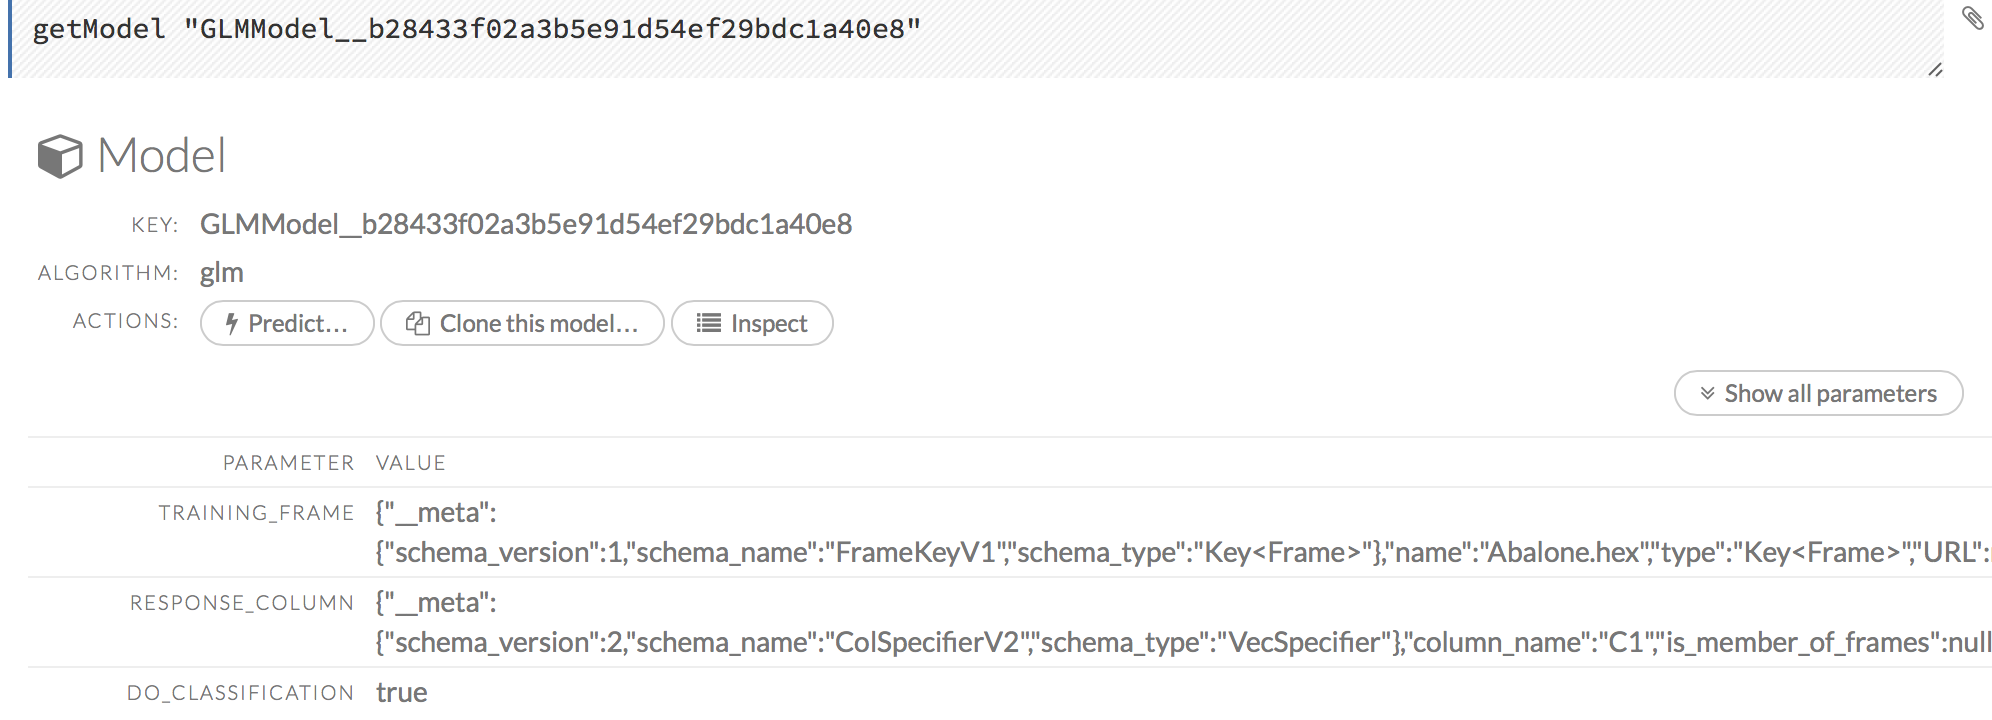 getModel "GLMModel__b28433f02a3b5e91d54ef29bdc1a40e8"
Model
KEY: GLMModel__b28433f02a3b5e91d54ef29bdc1a40e8
ALGORITHM: glm
ACTIONS: Predict... Clone this model... Inspect
Show all parameters
PARAMETER VALUE
TRAINING_FRAME {"__meta":
{"schema_version":1,"schema_name":"FrameKeyV1","schema_type":"Key<Frame>"},"name":"Abalone.hex","type":"Key<Frame>","URL":
RESPONSE_COLUMN {"__meta":
{"schema_version":2,"schema_name":"ColSpecifierV2","schema_type":"VecSpecifier"},"column_name":"C1","is_member_of_frames":null
DO_CLASSIFICATION true